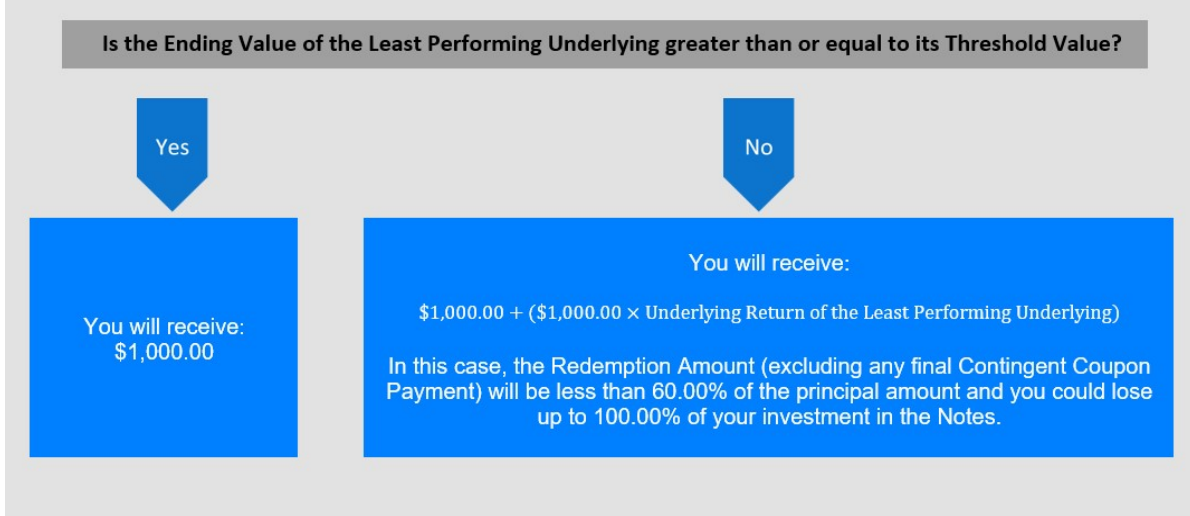 Is the Ending Value of the Least Performing Underlying greater than or equal to its Threshold Value?
Yes
No
You will receive:
$1,000.00
You will receive:
$1,000.00 + ($1,000.00 × Underlying Return of the Least Performing Underlying)
In this case, the Redemption Amount (excluding any final Contingent Coupon
Payment) will be less than 60.00% of the principal amount and you could lose
up to 100.00% of your investment in the Notes.